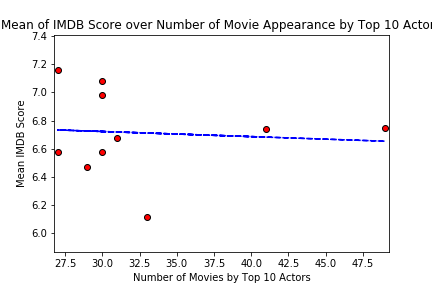 Mean of IMDB Score over Number of Movie Appearance by Top 10 Actor
7.4
7.2
7.0
6.8
6.6
6.4
6.2
6.0
Mean IMDB Score
27.5 30.0 32.5 35.0 37.5 40.0 42.5 45.0 47.5
Number of Movies by Top 10 Actors